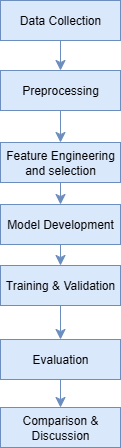 Data Collection
Preprocessing
Feature Engineering
and selection
Model Development
Training & Validation
Evaluation
Comparison &
Discussion